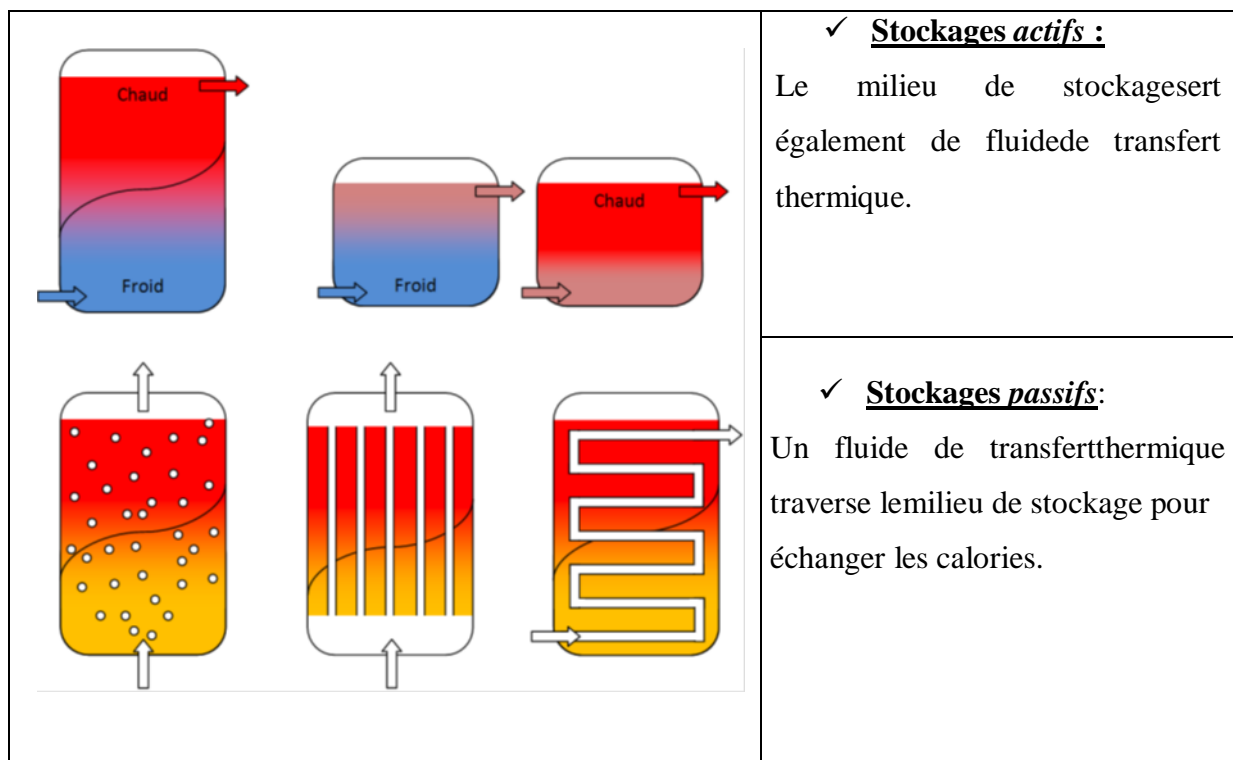 Chaud
Froid
Froid
Chaud
✓ Stockages actifs :
Le milieu de stockagesert
également de fluidede transfert
thermique.
✓ Stockages passifs:
Un fluide de transfertthermique
traverse lemilieu de stockage pour
échanger les calories.